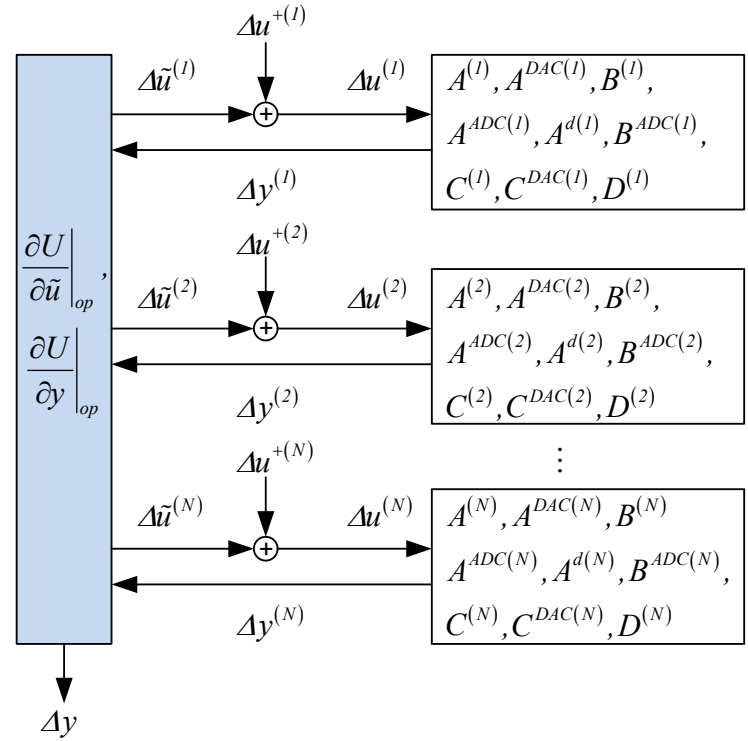 Δu⁺⁽¹⁾
Δũ⁽¹⁾
Δu⁽¹⁾
+
Δy⁽¹⁾
A⁽¹⁾, A^{DAC(1)}, B⁽¹⁾,
A^{ADC(1)}, A^{d(1)}, B^{ADC(1)},
C⁽¹⁾, C^{DAC(1)}, D⁽¹⁾
∂U/∂ũ|_{op},
∂U/∂y|_{op}
Δu⁺⁽²⁾
Δũ⁽²⁾
Δu⁽²⁾
+
Δy⁽²⁾
A⁽²⁾, A^{DAC(2)}, B⁽²⁾,
A^{ADC(2)}, A^{d(2)}, B^{ADC(2)},
C⁽²⁾, C^{DAC(2)}, D⁽²⁾
⋮
Δu^{+(N)}
Δũ^{(N)}
Δu^{(N)}
+
Δy^{(N)}
A^{(N)}, A^{DAC(N)}, B^{(N)}
A^{ADC(N)}, A^{d(N)}, B^{ADC(N)},
C^{(N)}, C^{DAC(N)}, D^{(N)}
Δy